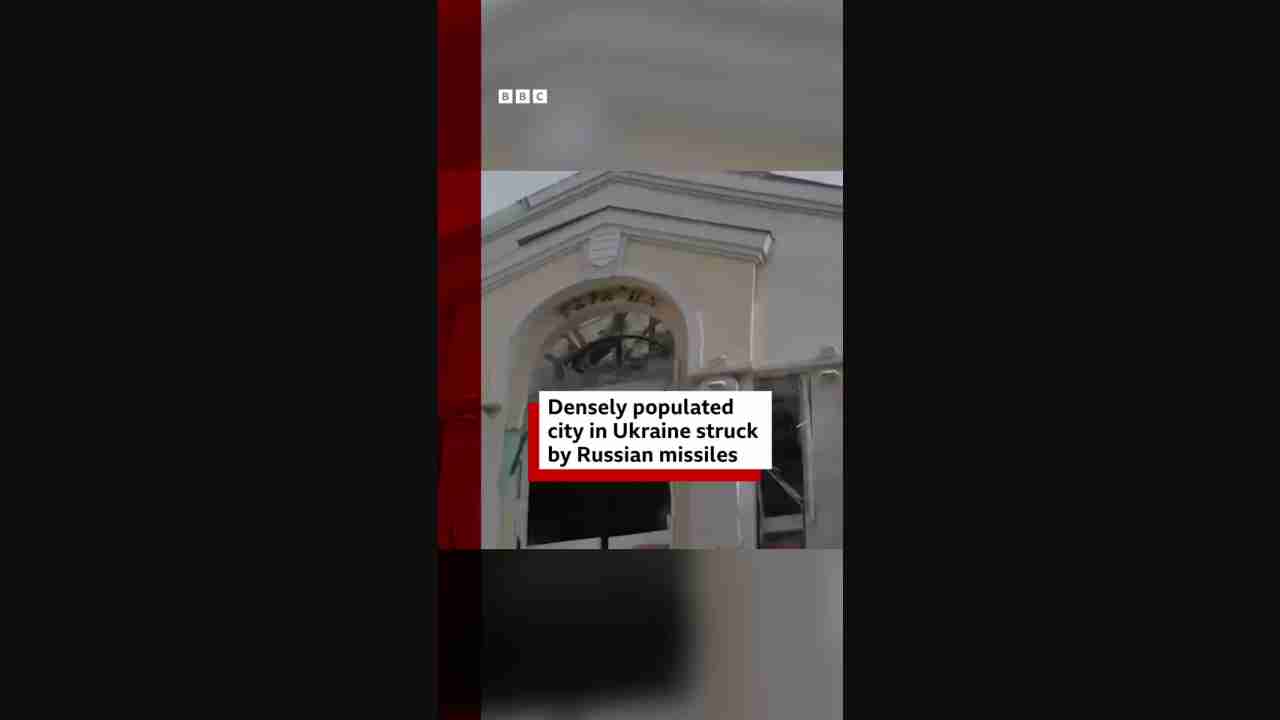 BBC
Densely populated
city in Ukraine struck
by Russian missiles